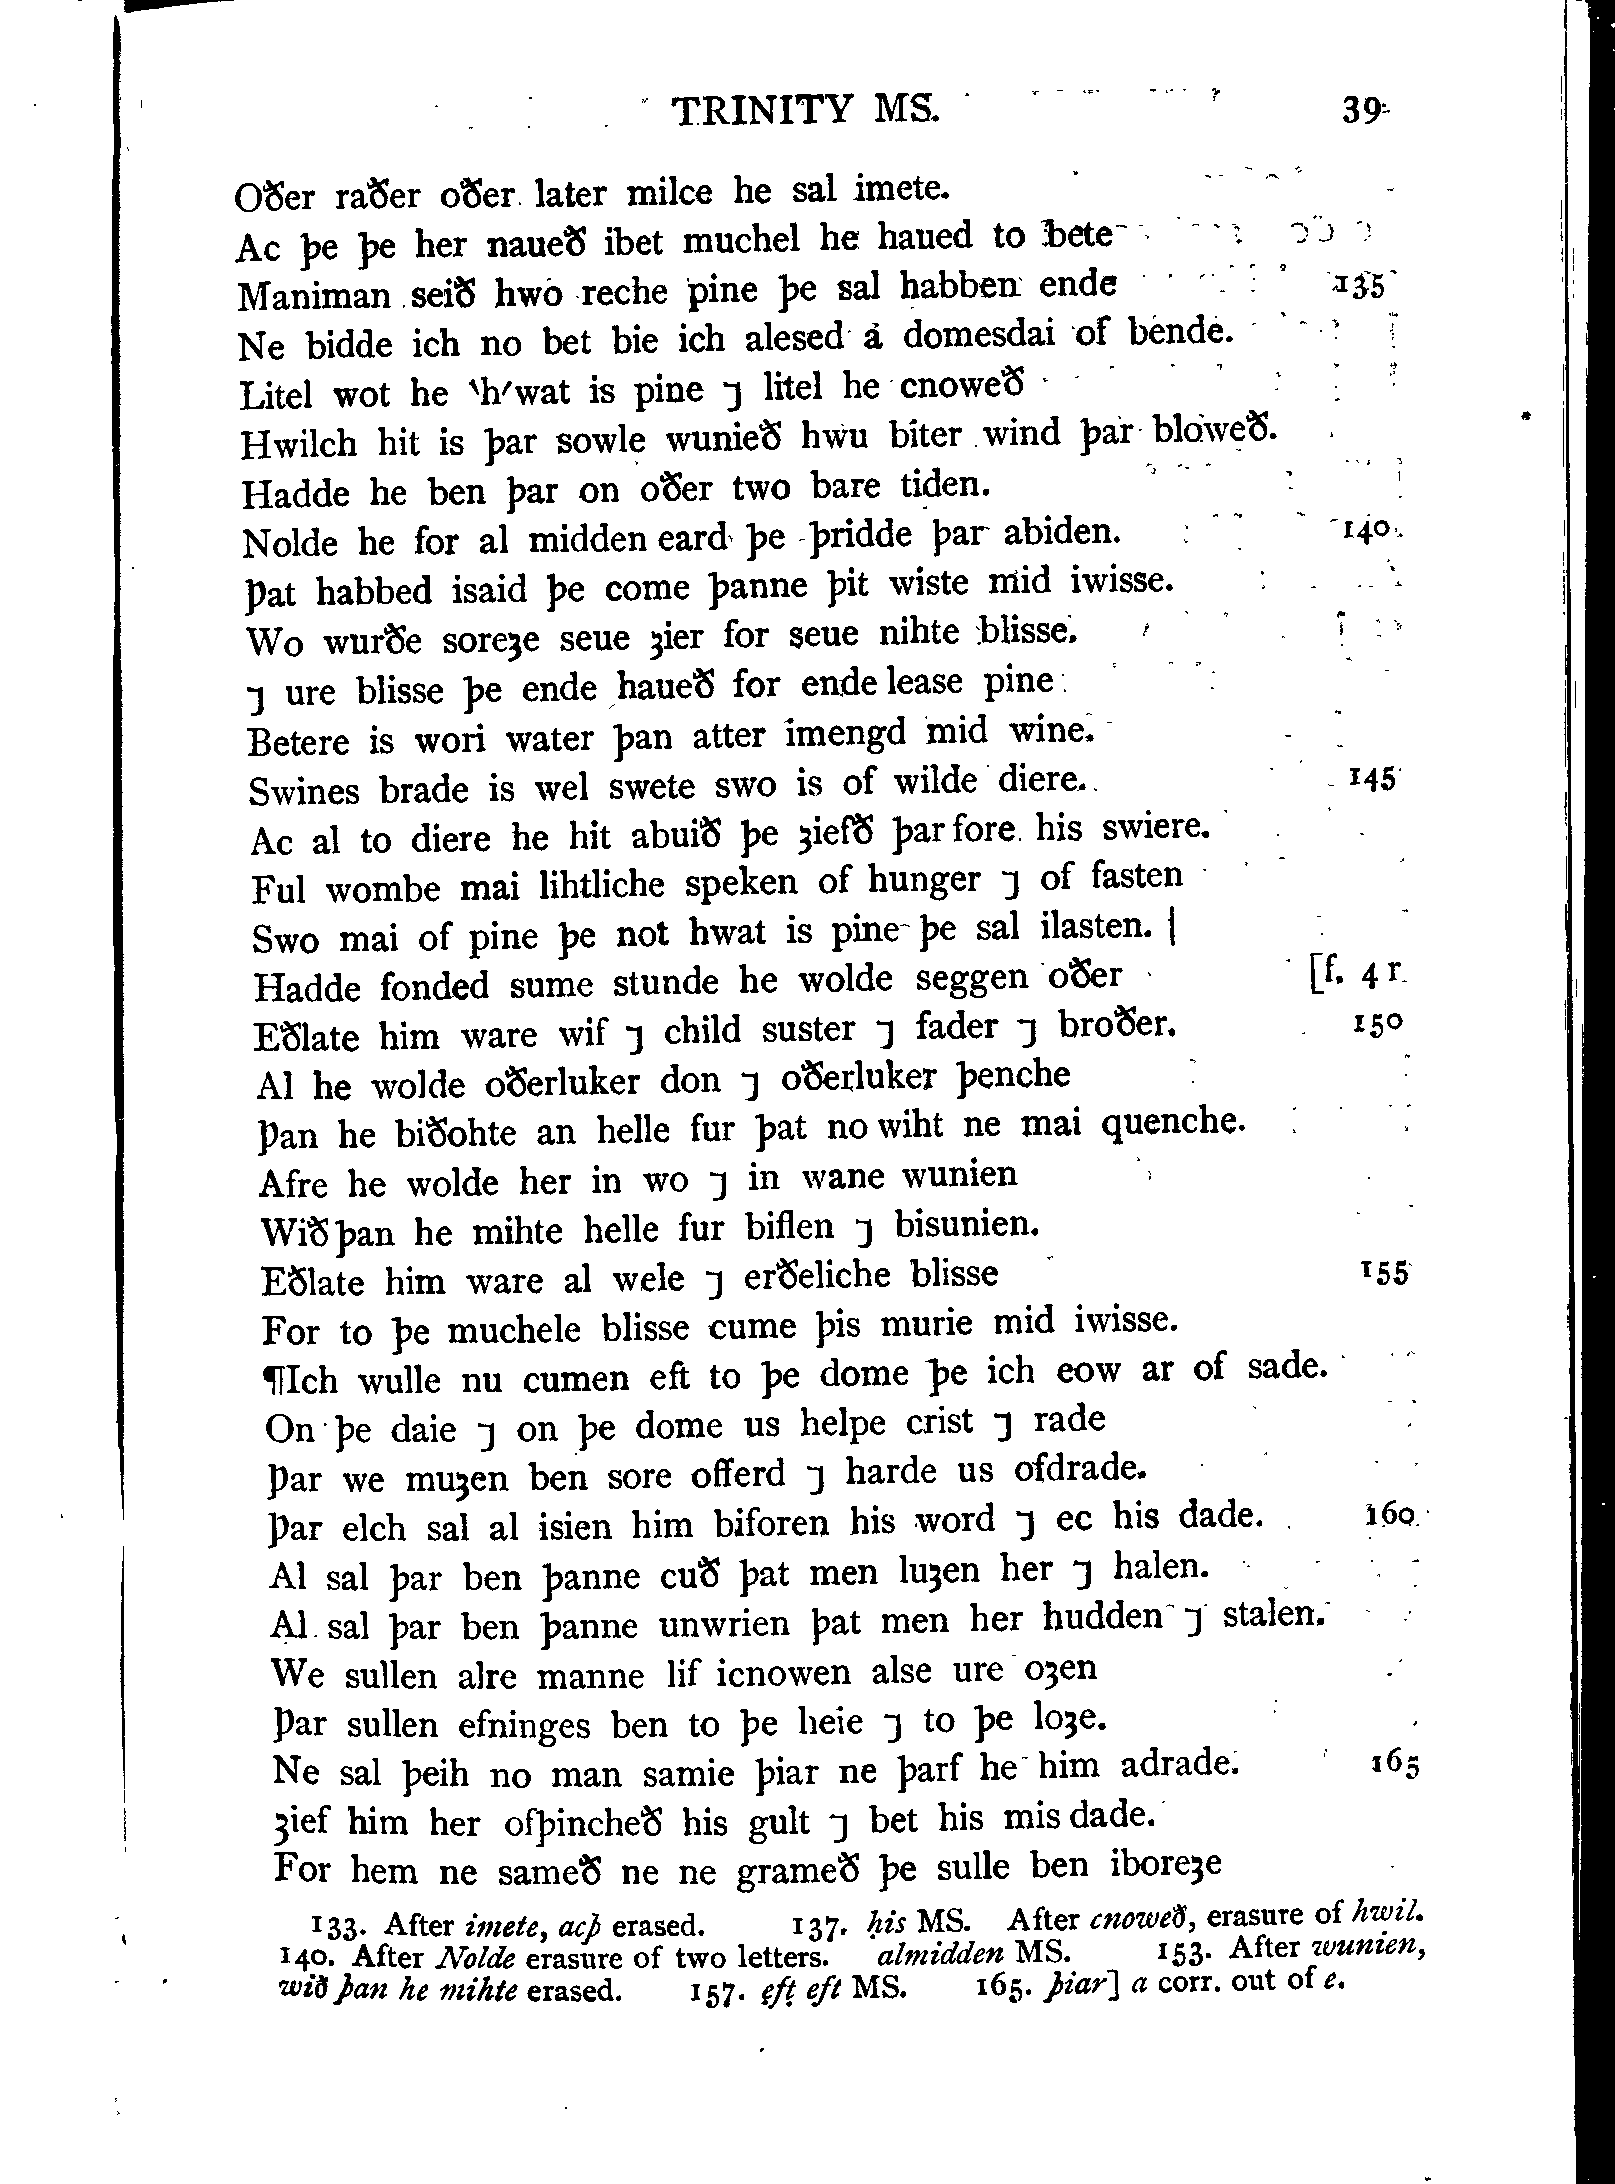 TRINITY MS. 39
Oðer raðer oðer later milce he sal imete.
Ac þe þe her naueð ibet muchel he haued to bete
Maniman seið hwo reche pine þe sal habben ende 135
Ne bidde ich no bet bie ich alesed á domesdai of bende.
Litel wot he ‵h′wat is pine ⁊ litel he cnoweð
Hwilch hit is þar sowle wunieð hwu biter wind þar bloweð.
Hadde he ben þar on oðer two bare tiden.
Nolde he for al midden eard þe þridde þar abiden. 140
Þat habbed isaid þe come þanne þit wiste mid iwisse.
Wo wurðe soreȝe seue ȝier for seue nihte blisse.
⁊ ure blisse þe ende haueð for ende lease pine
Betere is wori water þan atter imengd mid wine.
Swines brade is wel swete swo is of wilde diere. 145
Ac al to diere he hit abuið þe ȝiefð þar fore his swiere.
Ful wombe mai lihtliche speken of hunger ⁊ of fasten
Swo mai of pine þe not hwat is pine þe sal ilasten. |
Hadde fonded sume stunde he wolde seggen oðer [f. 4 r
Eðlate him ware wif ⁊ child suster ⁊ fader ⁊ broðer. 150
Al he wolde oðerluker don ⁊ oðerluker þenche
Þan he biðohte an helle fur þat no wiht ne mai quenche.
Afre he wolde her in wo ⁊ in wane wunien
Wið þan he mihte helle fur biflen ⁊ bisunien.
Eðlate him ware al wele ⁊ erðeliche blisse 155
For to þe muchele blisse cume þis murie mid iwisse.
¶Ich wulle nu cumen eft to þe dome þe ich eow ar of sade.
On þe daie ⁊ on þe dome us helpe crist ⁊ rade
Þar we muȝen ben sore offerd ⁊ harde us ofdrade.
Þar elch sal al isien him biforen his word ⁊ ec his dade. 160
Al sal þar ben þanne cuð þat men luȝen her ⁊ halen.
Al sal þar ben þanne unwrien þat men her hudden ⁊ stalen.
We sullen alre manne lif icnowen alse ure oȝen
Þar sullen efninges ben to þe heie ⁊ to þe loȝe.
Ne sal þeih no man samie þiar ne þarf he him adrade. 165
ȝief him her ofþincheð his gult ⁊ bet his mis dade.
For hem ne sameð ne ne grameð þe sulle ben iboreȝe
133. After imete, acþ erased. 137. ḥis MS. After cnoweð, erasure of hwil.
140. After Nolde erasure of two letters. almidden MS. 153. After wunien,
wið þan he mihte erased. 157. ẹfṭ eft MS. 165. þiar] a corr. out of e.